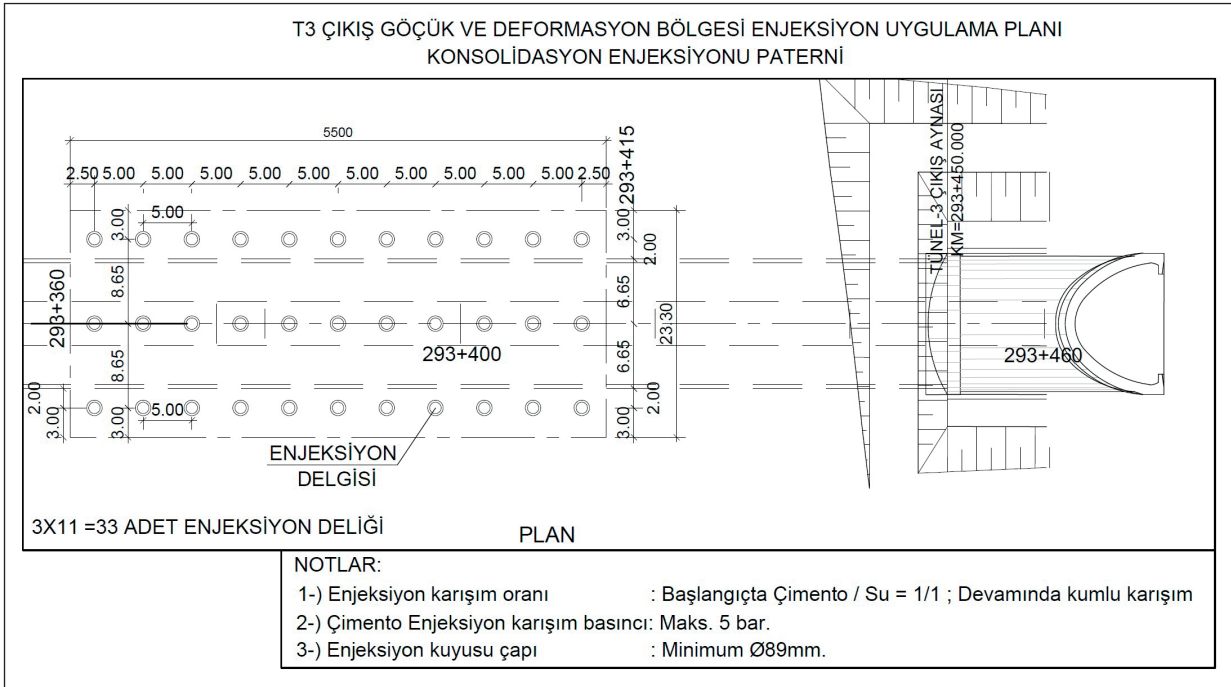 T3 ÇIKIŞ GÖÇÜK VE DEFORMASYON BÖLGESİ ENJEKSİYON UYGULAMA PLANI
KONSOLİDASYON ENJEKSİYONU PATERNİ
5500
2.50 5.00 5.00 5.00 5.00 5.00 5.00 5.00 5.00 5.00 5.00 2.50
293+415
3.00
5.00
3.00
2.00
8.65
6.65
293+360
23.30
293+400
8.65
6.65
2.00
3.00
3.00
5.00
2.00
3.00
TÜNEL-3 ÇIKIŞ AYNASI
KM=293+450.000
293+460
ENJEKSİYON
DELGİSİ
3X11 =33 ADET ENJEKSİYON DELİĞİ
PLAN
NOTLAR:
1-) Enjeksiyon karışım oranı : Başlangıçta Çimento / Su = 1/1 ; Devamında kumlu karışım
2-) Çimento Enjeksiyon karışım basıncı: Maks. 5 bar.
3-) Enjeksiyon kuyusu çapı : Minimum Ø89mm.